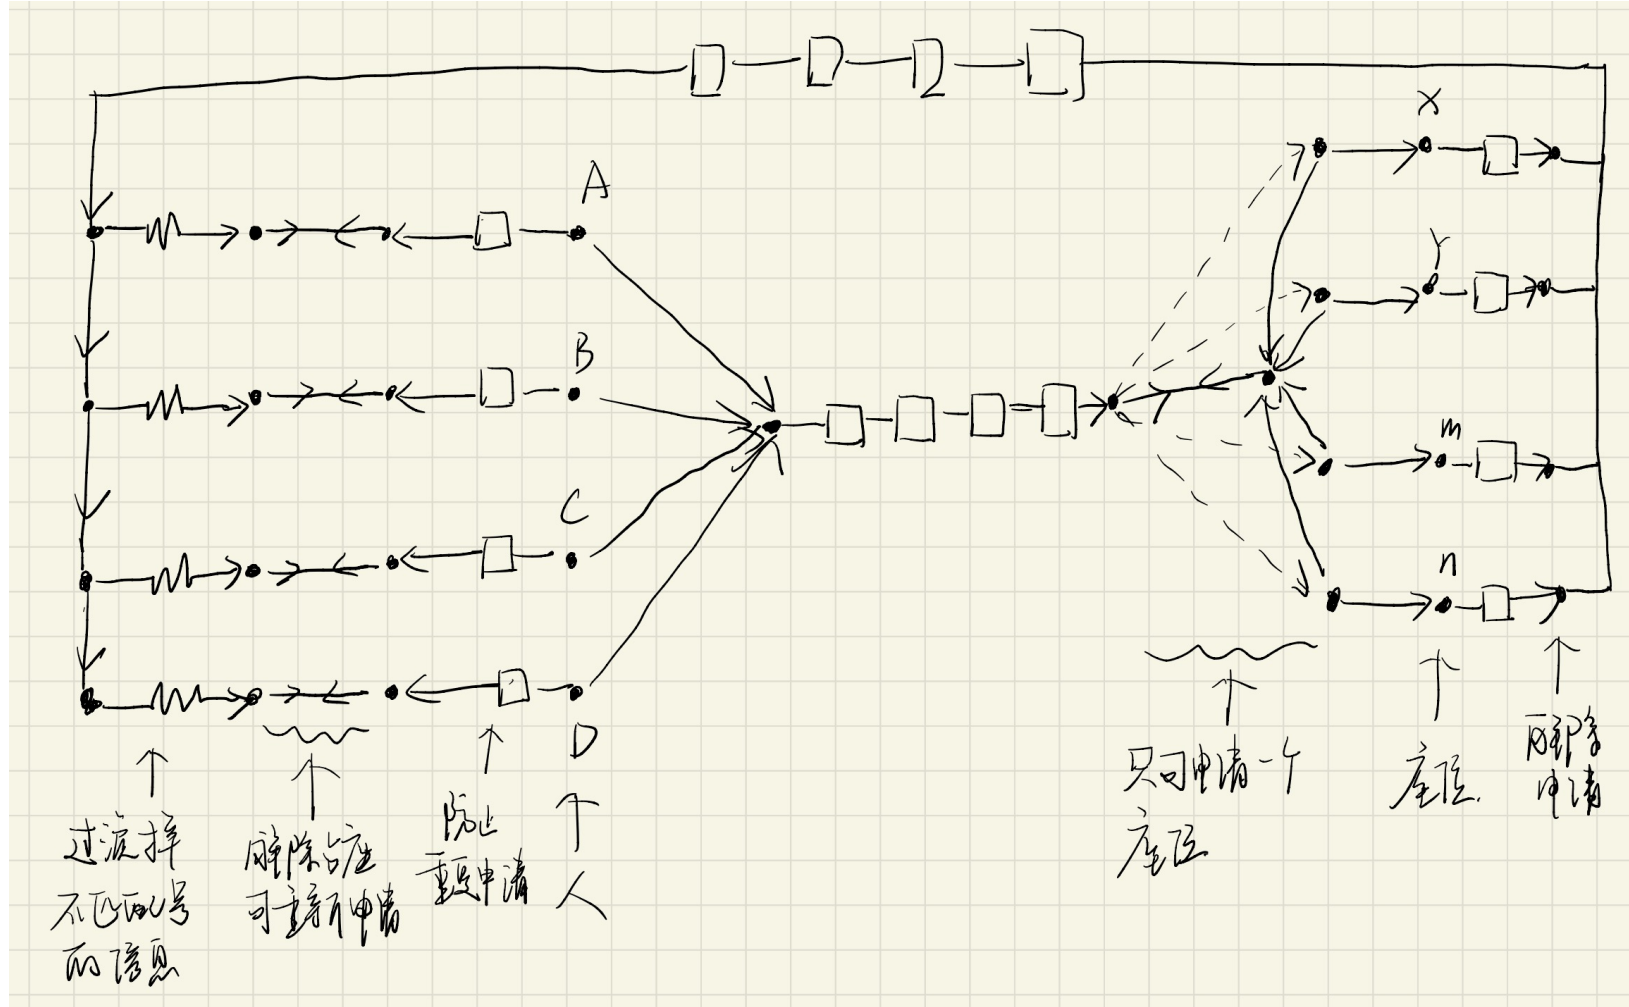 X
A
Y
B
m
C
n
D
过滤掉
不匹配号
的信息
解除占座
可重新申请
防止
重复申请
人
只可申请一个
座位
座位
解除
申请